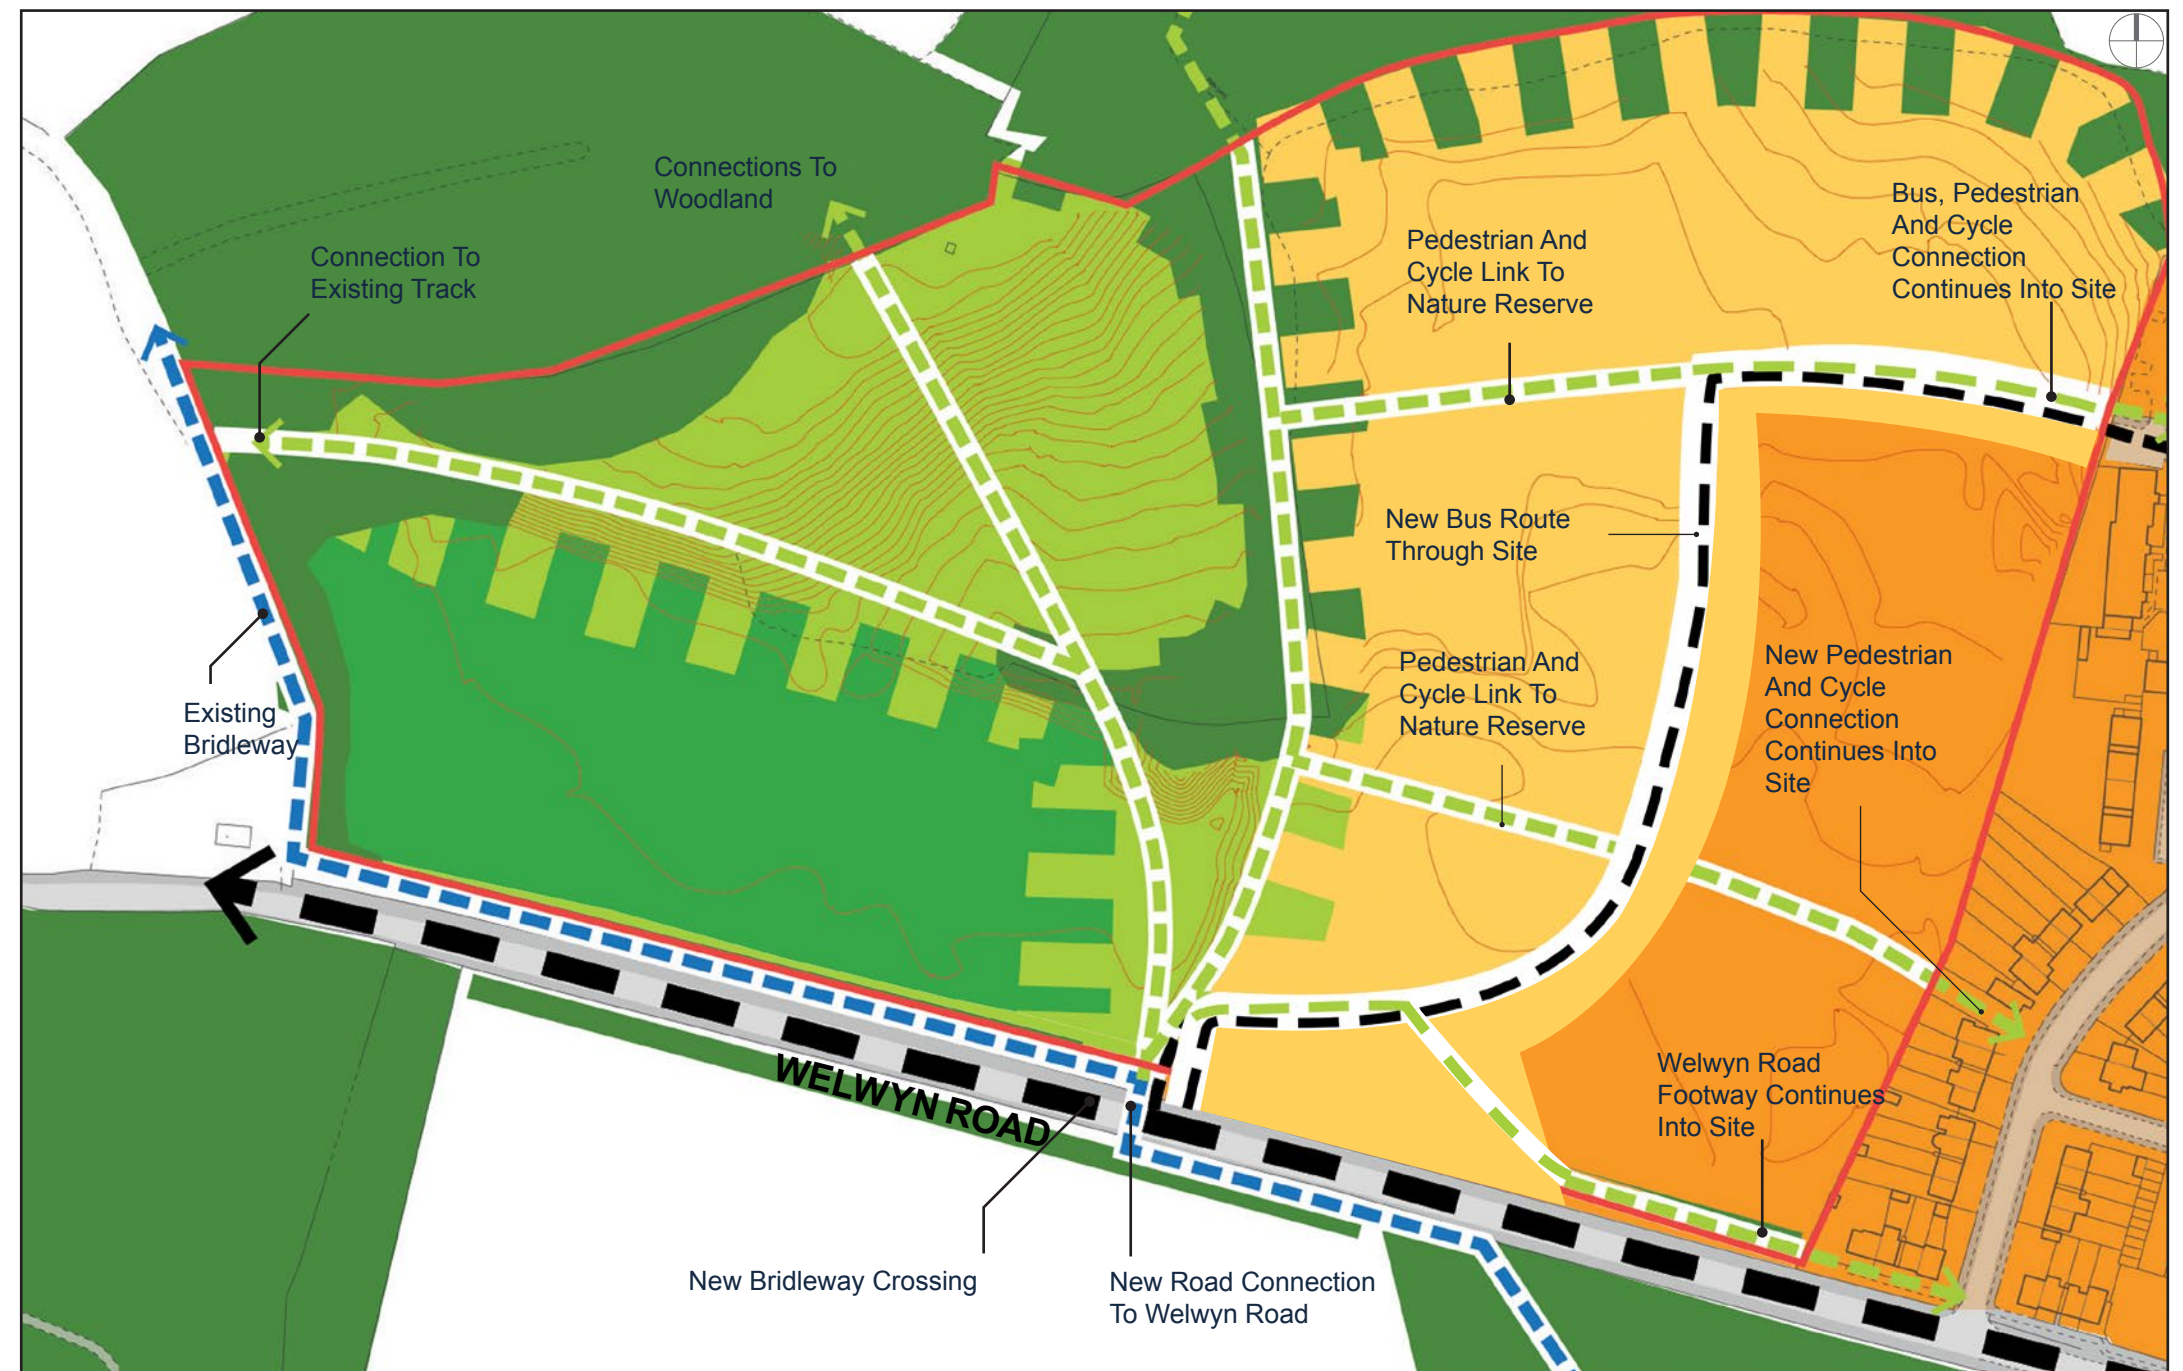 Connections To
Woodland
Connection To
Existing Track
Pedestrian And
Cycle Link To
Nature Reserve
Bus, Pedestrian
And Cycle
Connection
Continues Into Site
New Bus Route
Through Site
Pedestrian And
Cycle Link To
Nature Reserve
New Pedestrian
And Cycle
Connection
Continues Into
Site
Existing
Bridleway
WELWYN ROAD
Welwyn Road
Footway Continues
Into Site
New Bridleway Crossing
New Road Connection
To Welwyn Road